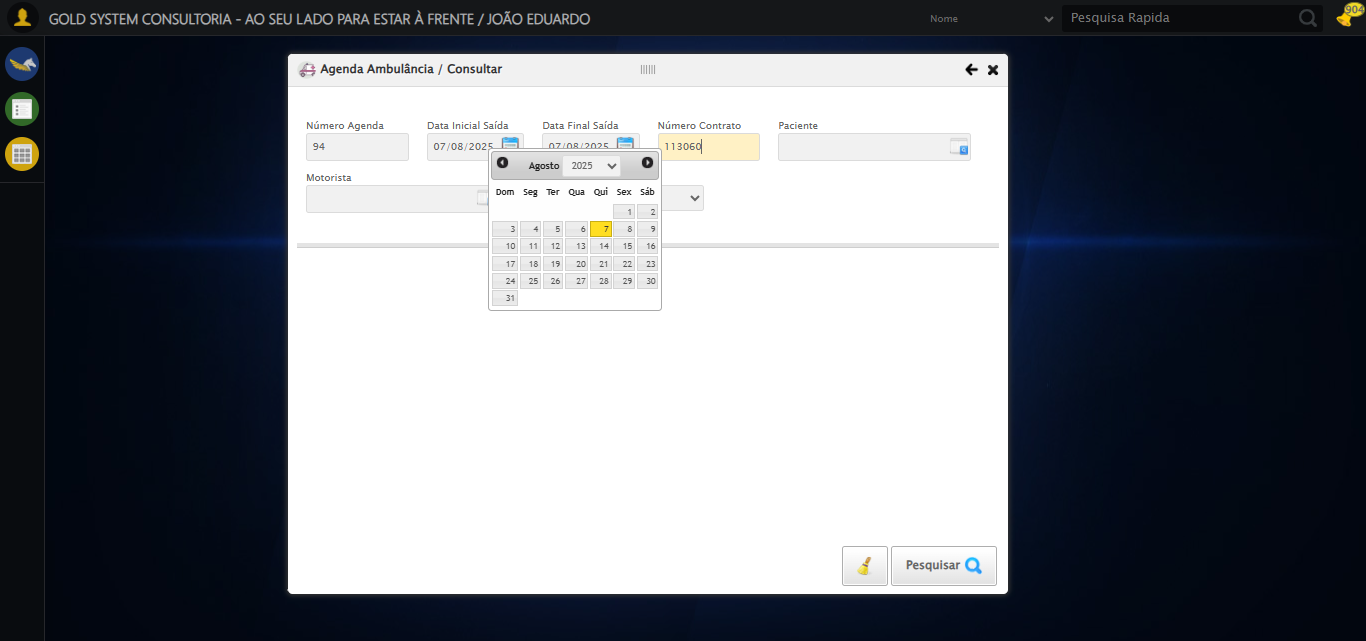 GOLD SYSTEM CONSULTORIA - AO SEU LADO PARA ESTAR À FRENTE / JOÃO EDUARDO
Nome
Pesquisa Rapida
904
Agenda Ambulância / Consultar
Número Agenda
Data Inicial Saída
Data Final Saída
Número Contrato
Paciente
94
07/08/2025
07/08/2025
113060
Motorista
Agosto 2025
Dom Seg Ter Qua Qui Sex Sáb
1 2
3 4 5 6 7 8 9
10 11 12 13 14 15 16
17 18 19 20 21 22 23
24 25 26 27 28 29 30
31
Pesquisar